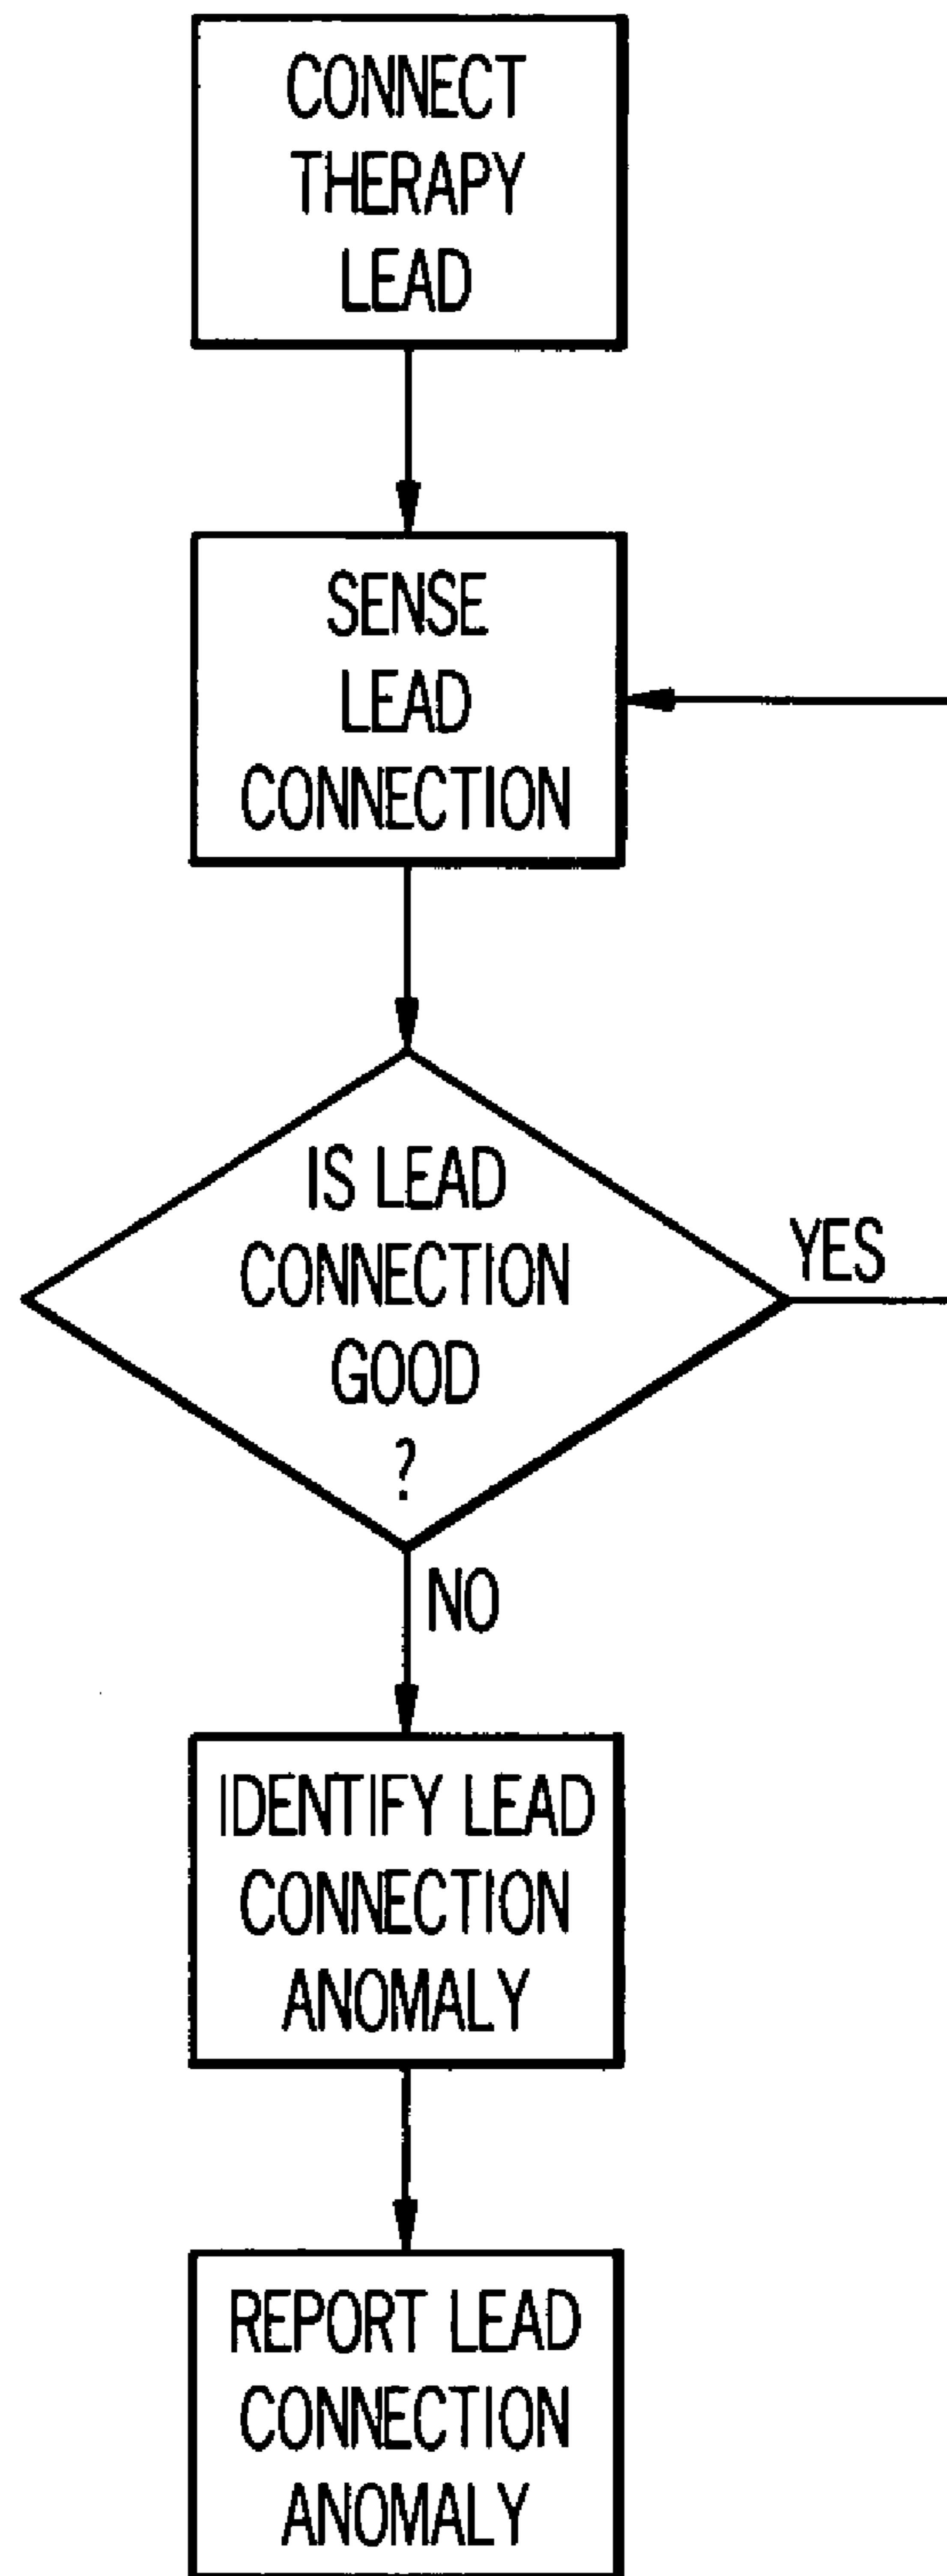 CONNECT
THERAPY
LEAD
SENSE
LEAD
CONNECTION
IS LEAD
CONNECTION
GOOD
?
YES
NO
IDENTIFY LEAD
CONNECTION
ANOMALY
REPORT LEAD
CONNECTION
ANOMALY